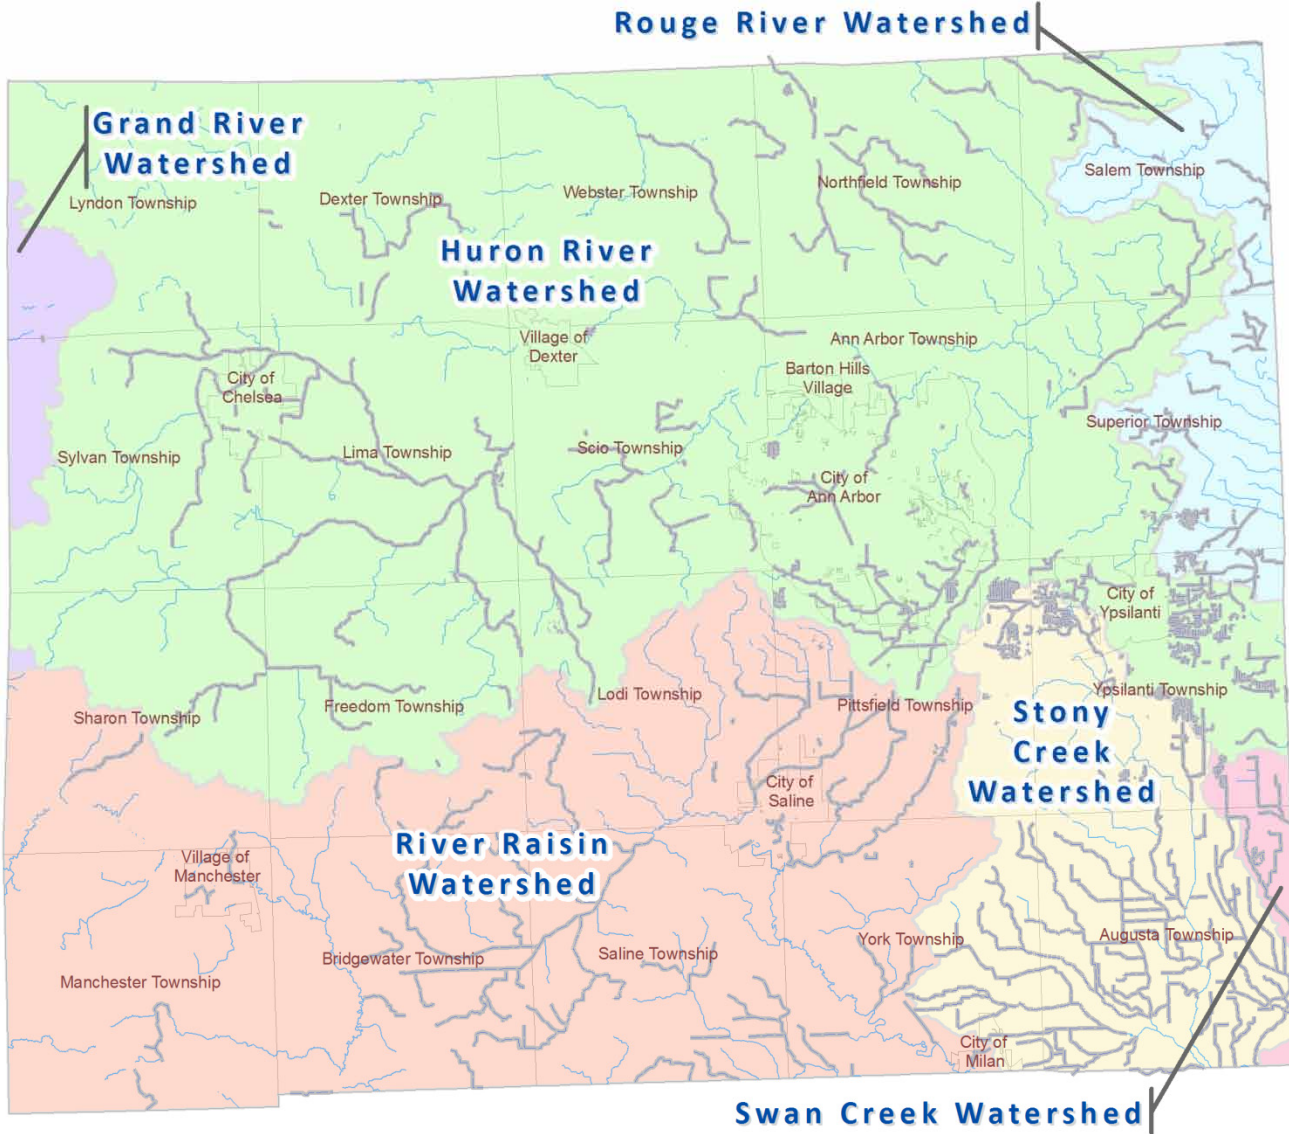 Rouge River Watershed
Grand River
Watershed
Salem Township
Northfield Township
Webster Township
Dexter Township
Lyndon Township
Huron River
Watershed
Village of
Dexter
Ann Arbor Township
Barton Hills
Village
City of
Chelsea
Superior Township
Scio Township
Lima Township
Sylvan Township
City of
Ann Arbor
City of
Ypsilanti
Ypsilanti Township
Lodi Township
Pittsfield Township
Freedom Township
Sharon Township
Stony
Creek
Watershed
City of
Saline
River Raisin
Watershed
Village of
Manchester
Augusta Township
York Township
Saline Township
Bridgewater Township
Manchester Township
City of
Milan
Swan Creek Watershed